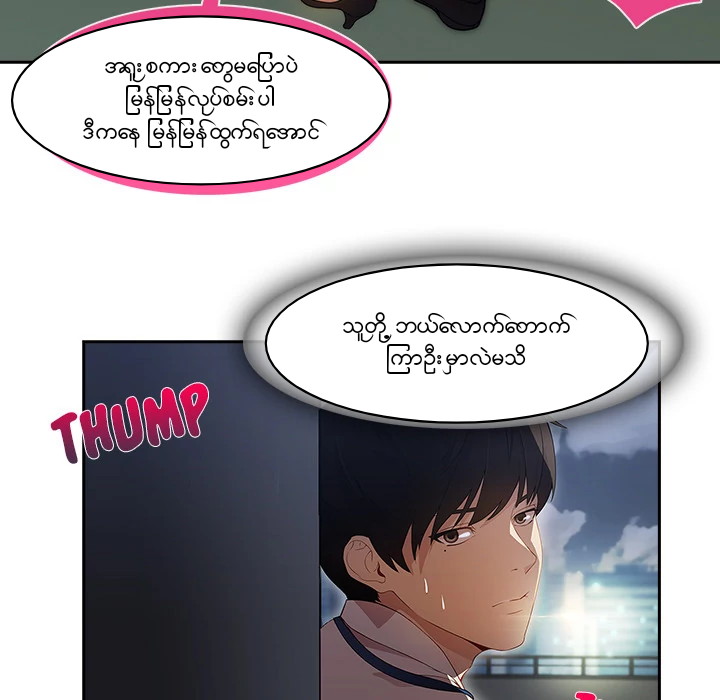 အရူးစကားတွေမပြောပဲ
မြန်မြန်လုပ်စမ်းပါ
ဒီကနေ မြန်မြန်ထွက်ရအောင်
သူတို့ ဘယ်လောက်တောက်
ကြာဦးမှာလဲမသိ
THUMP